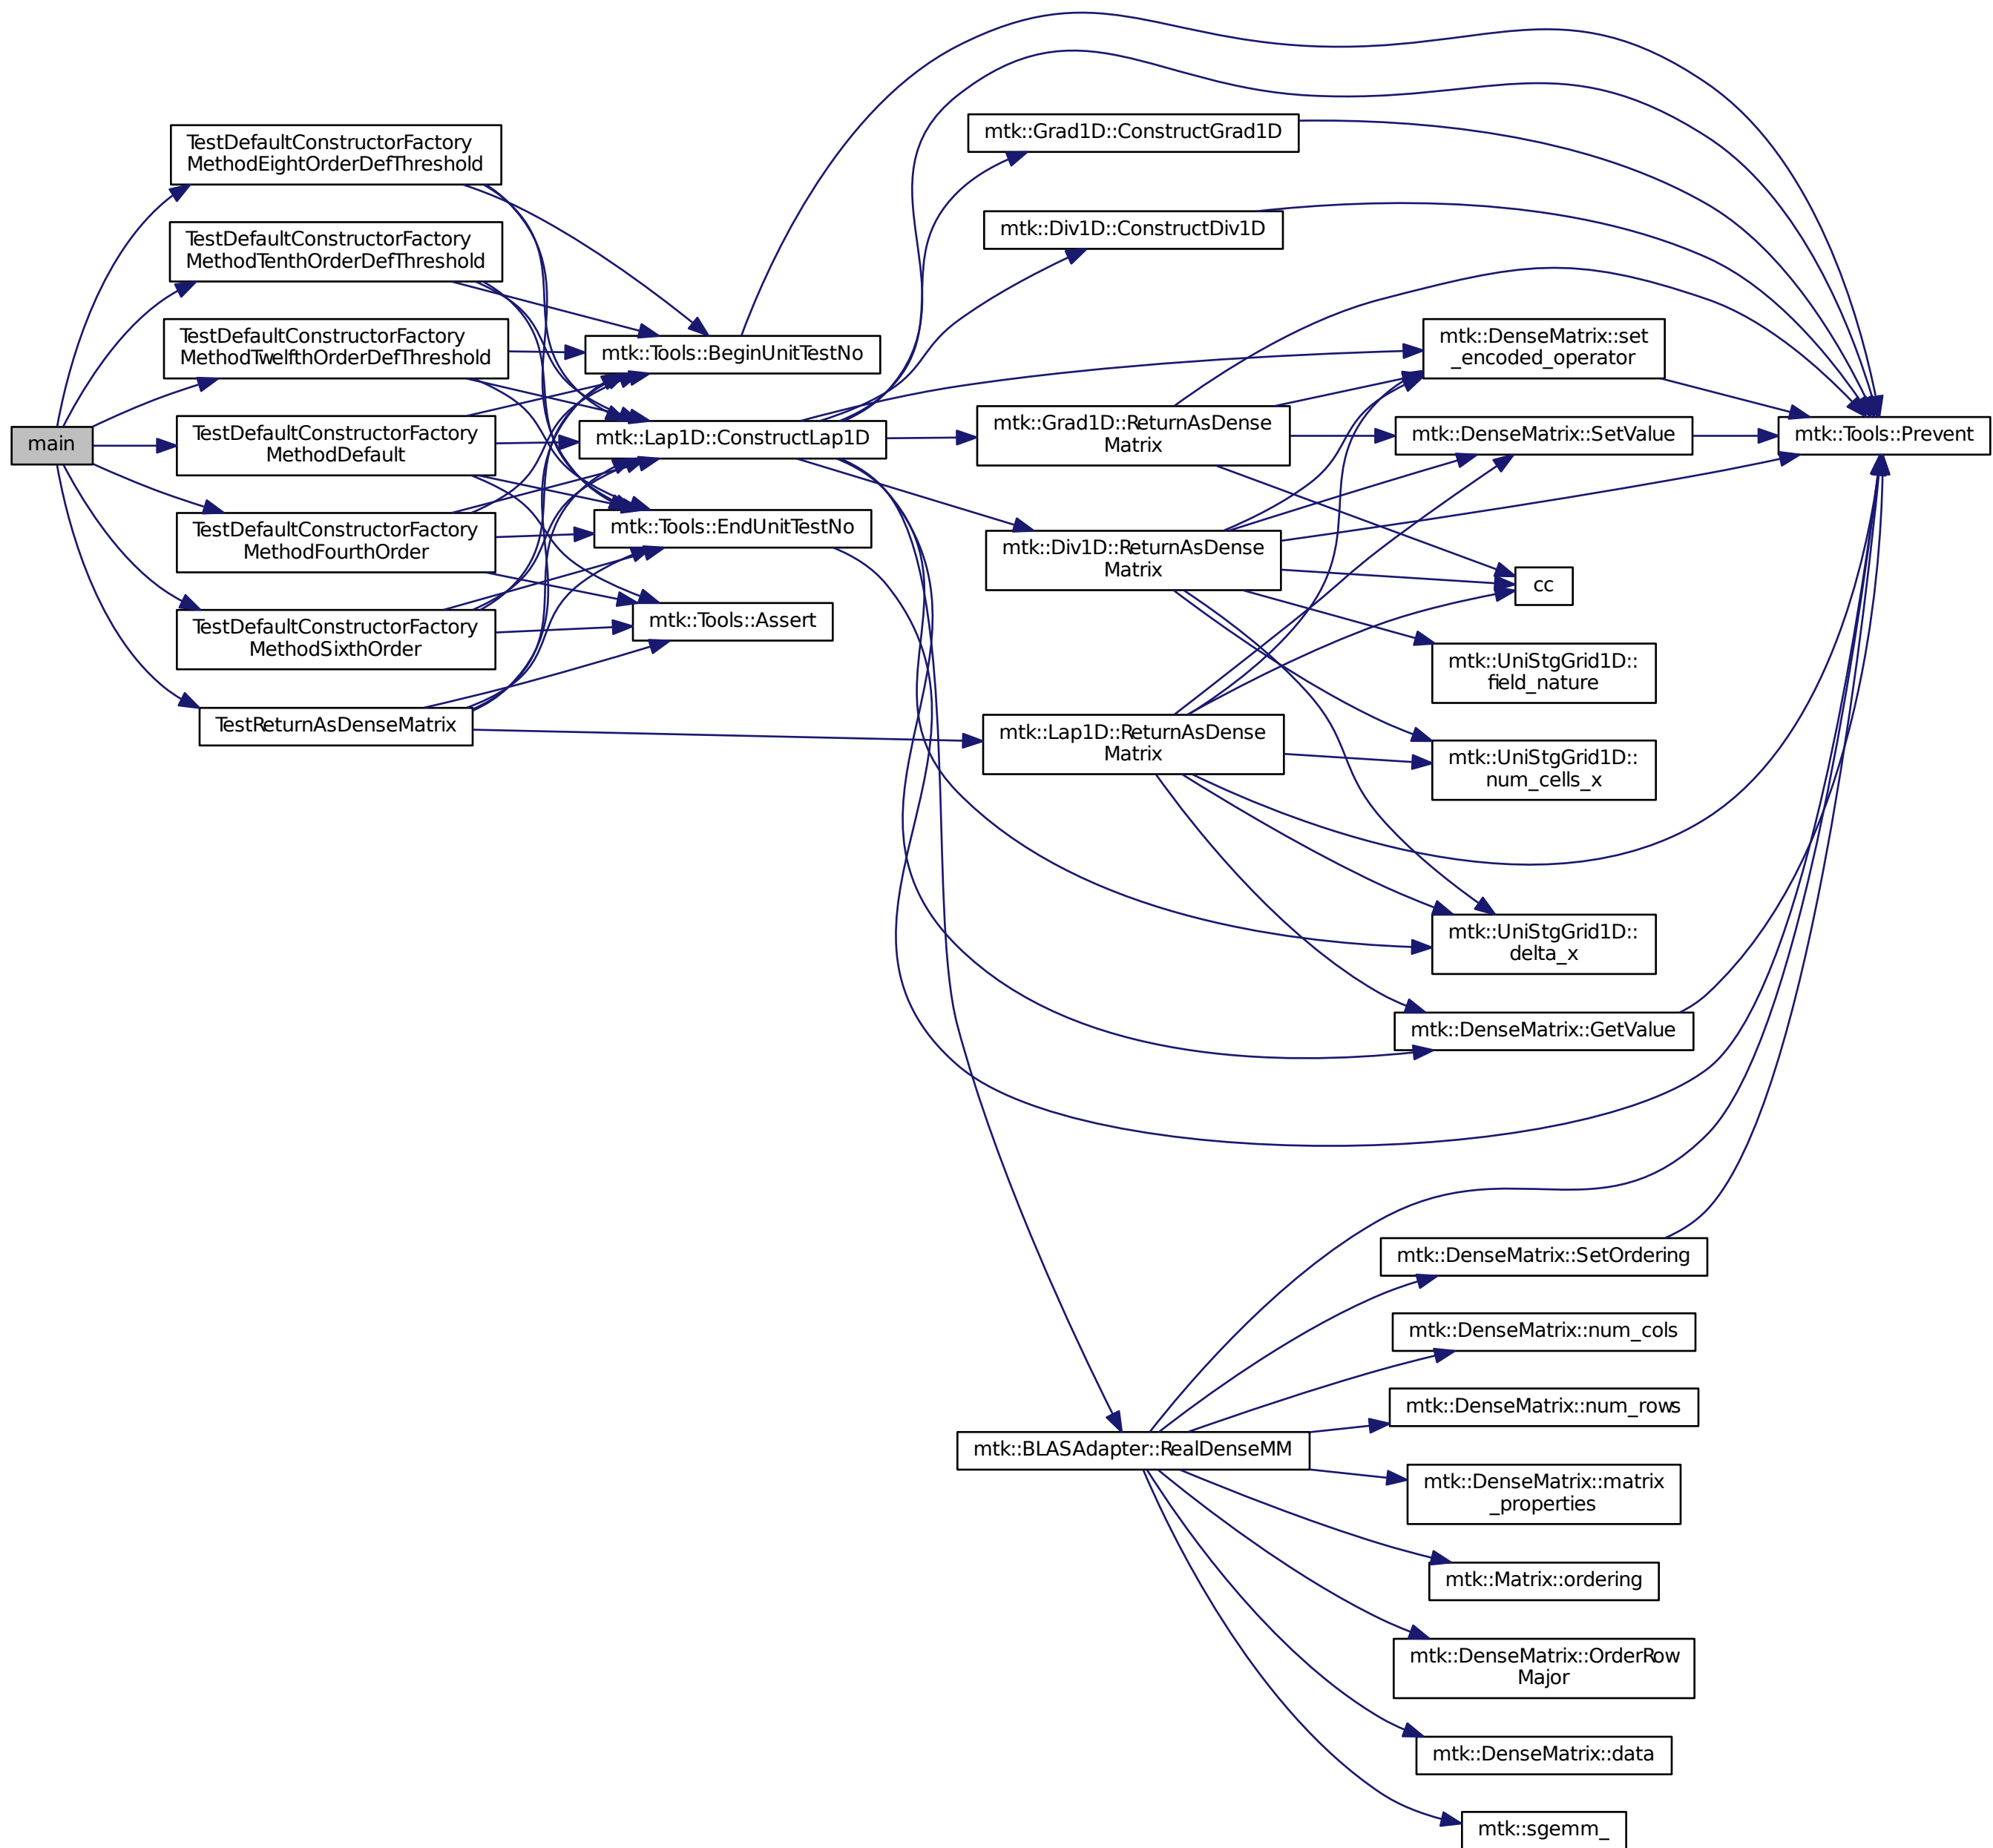 main
TestDefaultConstructorFactory
MethodEightOrderDefThreshold
TestDefaultConstructorFactory
MethodTenthOrderDefThreshold
TestDefaultConstructorFactory
MethodTwelfthOrderDefThreshold
TestDefaultConstructorFactory
MethodDefault
TestDefaultConstructorFactory
MethodFourthOrder
TestDefaultConstructorFactory
MethodSixthOrder
TestReturnAsDenseMatrix
mtk::Tools::BeginUnitTestNo
mtk::Lap1D::ConstructLap1D
mtk::Tools::EndUnitTestNo
mtk::Tools::Assert
mtk::Grad1D::ConstructGrad1D
mtk::Div1D::ConstructDiv1D
mtk::Grad1D::ReturnAsDense
Matrix
mtk::Div1D::ReturnAsDense
Matrix
mtk::Lap1D::ReturnAsDense
Matrix
mtk::BLASAdapter::RealDenseMM
mtk::DenseMatrix::set
_encoded_operator
mtk::DenseMatrix::SetValue
cc
mtk::UniStgGrid1D::
field_nature
mtk::UniStgGrid1D::
num_cells_x
mtk::UniStgGrid1D::
delta_x
mtk::DenseMatrix::GetValue
mtk::DenseMatrix::SetOrdering
mtk::DenseMatrix::num_cols
mtk::DenseMatrix::num_rows
mtk::DenseMatrix::matrix
_properties
mtk::Matrix::ordering
mtk::DenseMatrix::OrderRow
Major
mtk::DenseMatrix::data
mtk::sgemm_
mtk::Tools::Prevent